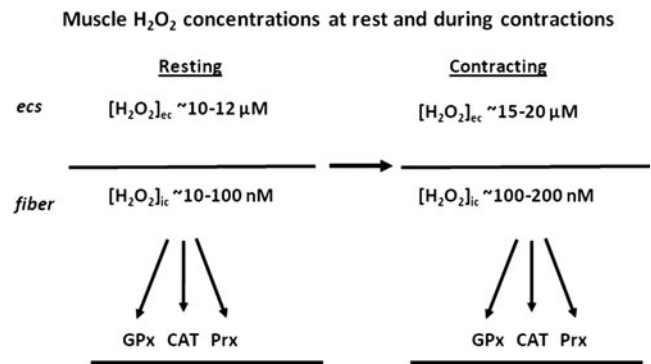 Muscle H₂O₂ concentrations at rest and during contractions
Resting Contracting
ecs [H₂O₂]ec ~10-12 μM [H₂O₂]ec ~15-20 μM
fiber [H₂O₂]ic ~10-100 nM [H₂O₂]ic ~100-200 nM
GPx CAT Prx GPx CAT Prx